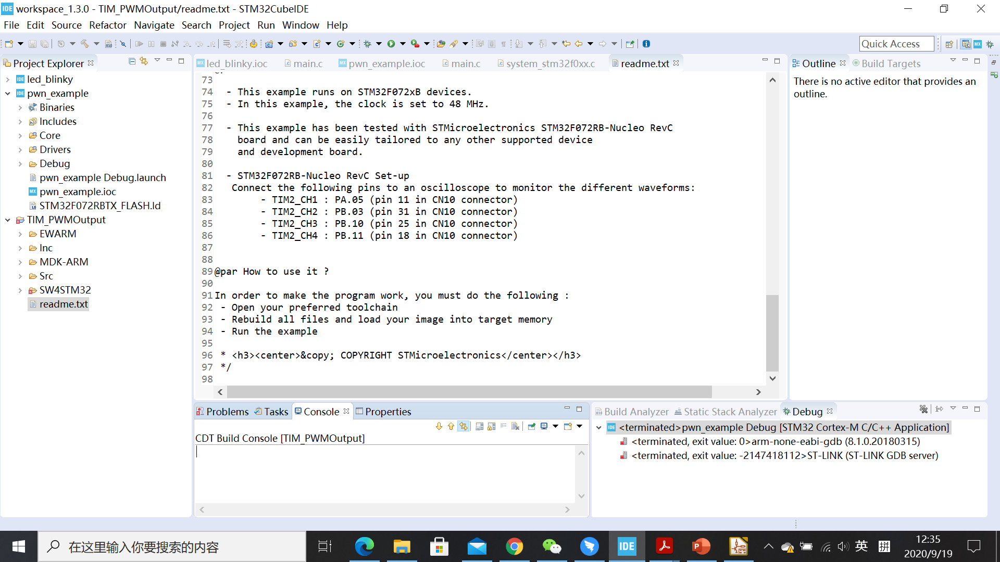 IDE workspace_1.3.0 - TIM_PWMOutput/readme.txt - STM32CubeIDE
File Edit Source Refactor Navigate Search Project Run Window Help
Quick Access
Project Explorer
led_blinky.ioc main.c pwn_example.ioc main.c system_stm32f0xx.c readme.txt
Outline Build Targets
There is no active editor that provides an
outline.
IDE led_blinky
IDE pwn_example
Binaries
Includes
Core
Drivers
Debug
pwn_example Debug.launch
MX pwn_example.ioc
STM32F072RBTX_FLASH.ld
TIM_PWMOutput
EWARM
Inc
MDK-ARM
Src
SW4STM32
readme.txt
73
74 - This example runs on STM32F072xB devices.
75 - In this example, the clock is set to 48 MHz.
76
77 - This example has been tested with STMicroelectronics STM32F072RB-Nucleo RevC
78 board and can be easily tailored to any other supported device
79 and development board.
80
81 - STM32F072RB-Nucleo RevC Set-up
82 Connect the following pins to an oscilloscope to monitor the different waveforms:
83 - TIM2_CH1 : PA.05 (pin 11 in CN10 connector)
84 - TIM2_CH2 : PB.03 (pin 31 in CN10 connector)
85 - TIM2_CH3 : PB.10 (pin 25 in CN10 connector)
86 - TIM2_CH4 : PB.11 (pin 18 in CN10 connector)
87
88
89 @par How to use it ?
90
91 In order to make the program work, you must do the following :
92 - Open your preferred toolchain
93 - Rebuild all files and load your image into target memory
94 - Run the example
95
96 * <h3><center>&copy; COPYRIGHT STMicroelectronics</center></h3>
97 */
98
Problems Tasks Console Properties
CDT Build Console [TIM_PWMOutput]
Build Analyzer Static Stack Analyzer Debug
IDE <terminated>pwn_example Debug [STM32 Cortex-M C/C++ Application]
<terminated, exit value: 0>arm-none-eabi-gdb (8.1.0.20180315)
<terminated, exit value: -2147418112>ST-LINK (ST-LINK GDB server)
在这里输入你要搜索的内容
IDE
英
拼
12:35
2020/9/19